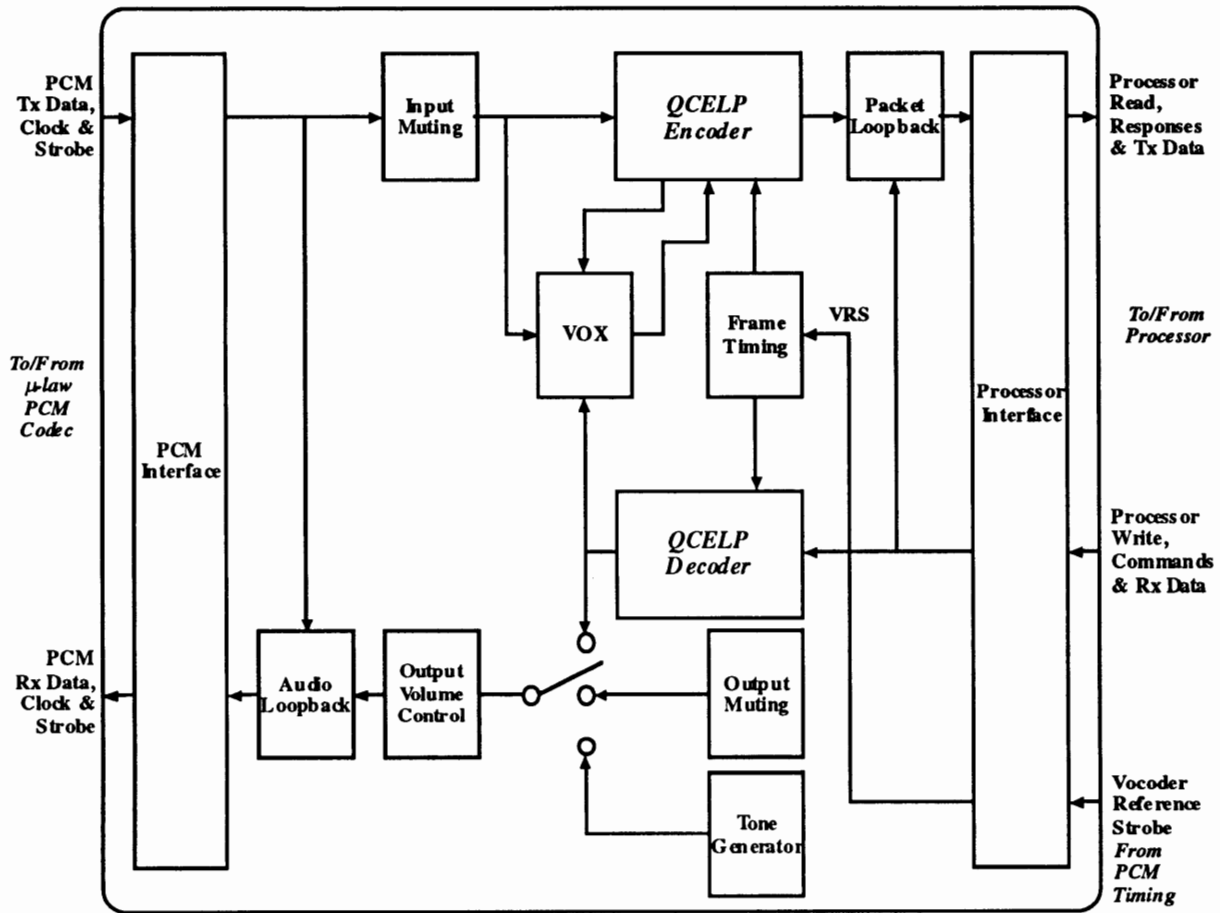 PCM
Tx Data,
Clock &
Strobe
To/From
μ-law
PCM
Codec
PCM
Rx Data,
Clock &
Strobe
PCM
Interface
Input
Muting
QCELP
Encoder
Packet
Loopback
VOX
Frame
Timing
VRS
QCELP
Decoder
Audio
Loopback
Output
Volume
Control
Output
Muting
Tone
Generator
Processor
Interface
Processor
Read,
Responses
& Tx Data
To/From
Processor
Processor
Write,
Commands
& Rx Data
Vocoder
Reference
Strobe
From
PCM
Timing